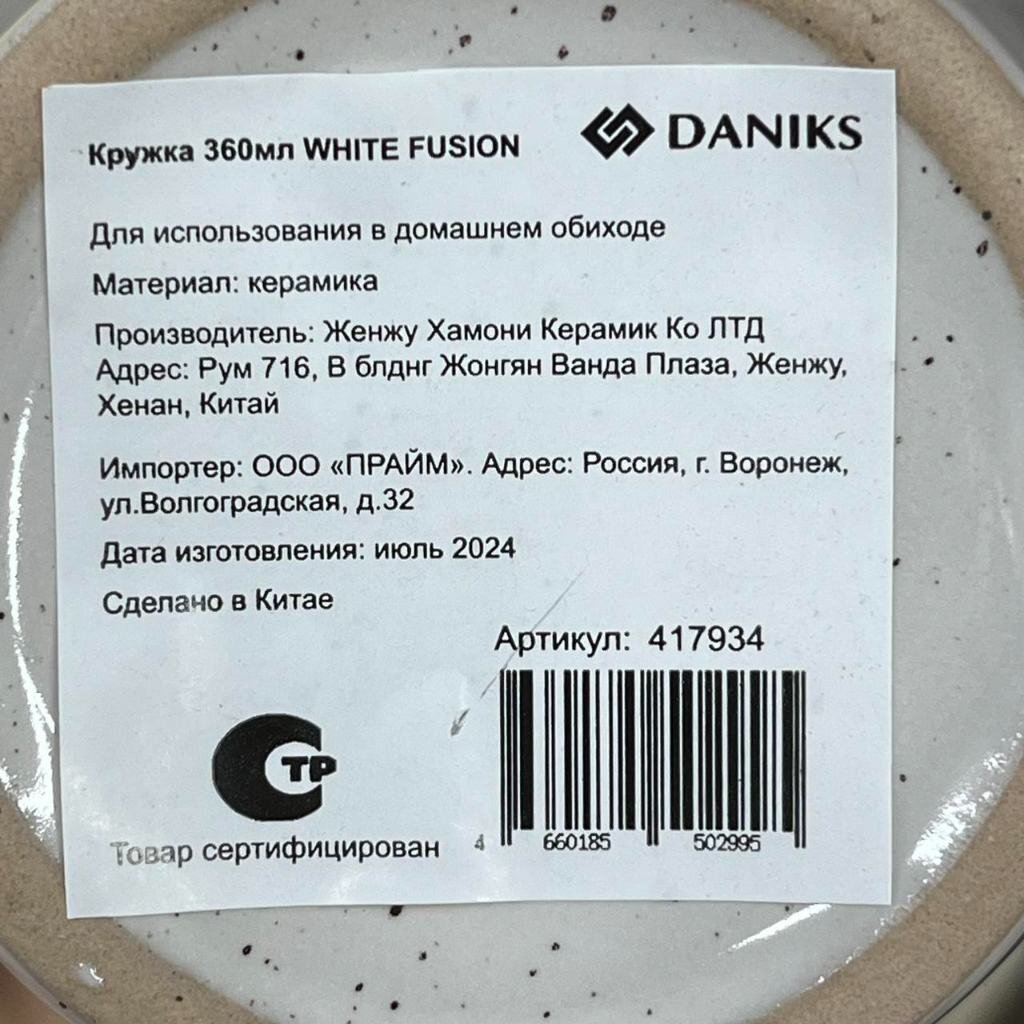 DANIKS
Кружка 360мл WHITE FUSION
Для использования в домашнем обиходе
Материал: керамика
Производитель: Женжу Хамони Керамик Ко ЛТД
Адрес: Рум 716, В блднг Жонгян Ванда Плаза, Женжу,
Хенан, Китай
Импортер: ООО «ПРАЙМ». Адрес: Россия, г. Воронеж,
ул.Волгоградская, д.32
Дата изготовления: июль 2024
Сделано в Китае
Артикул: 417934
СТР
Товар сертифицирован
4 660185 502995